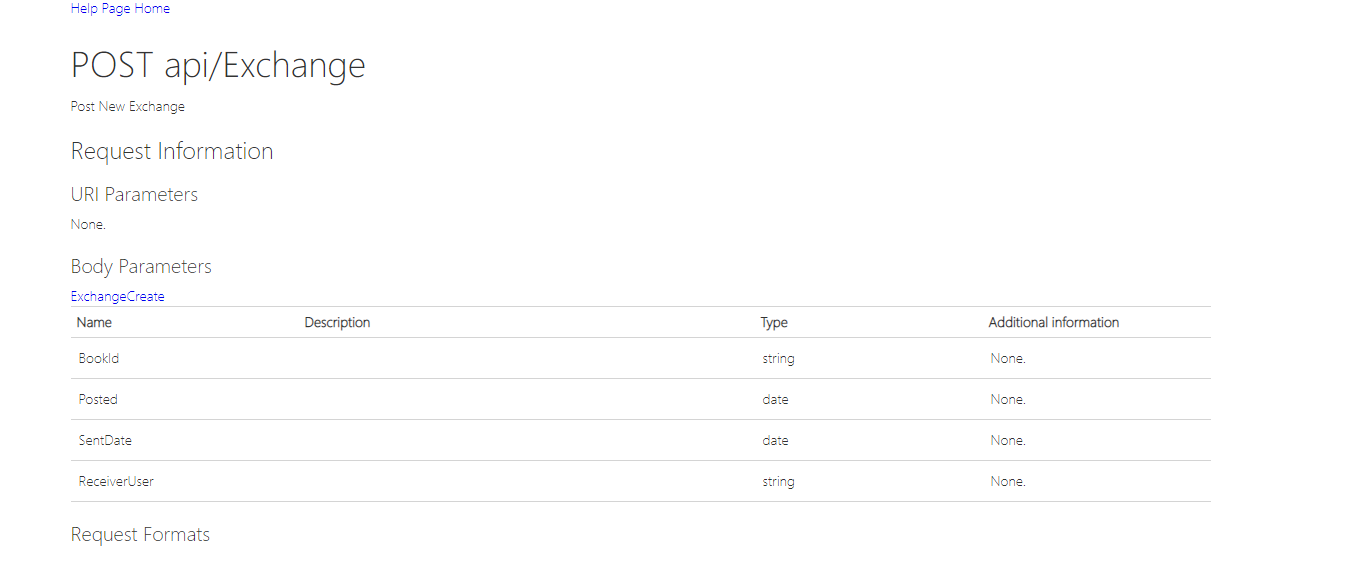 Help Page Home
POST api/Exchange
Post New Exchange
Request Information
URI Parameters
None.
Body Parameters
ExchangeCreate
Name Description Type Additional information
BookId string None.
Posted date None.
SentDate date None.
ReceiverUser string None.
Request Formats